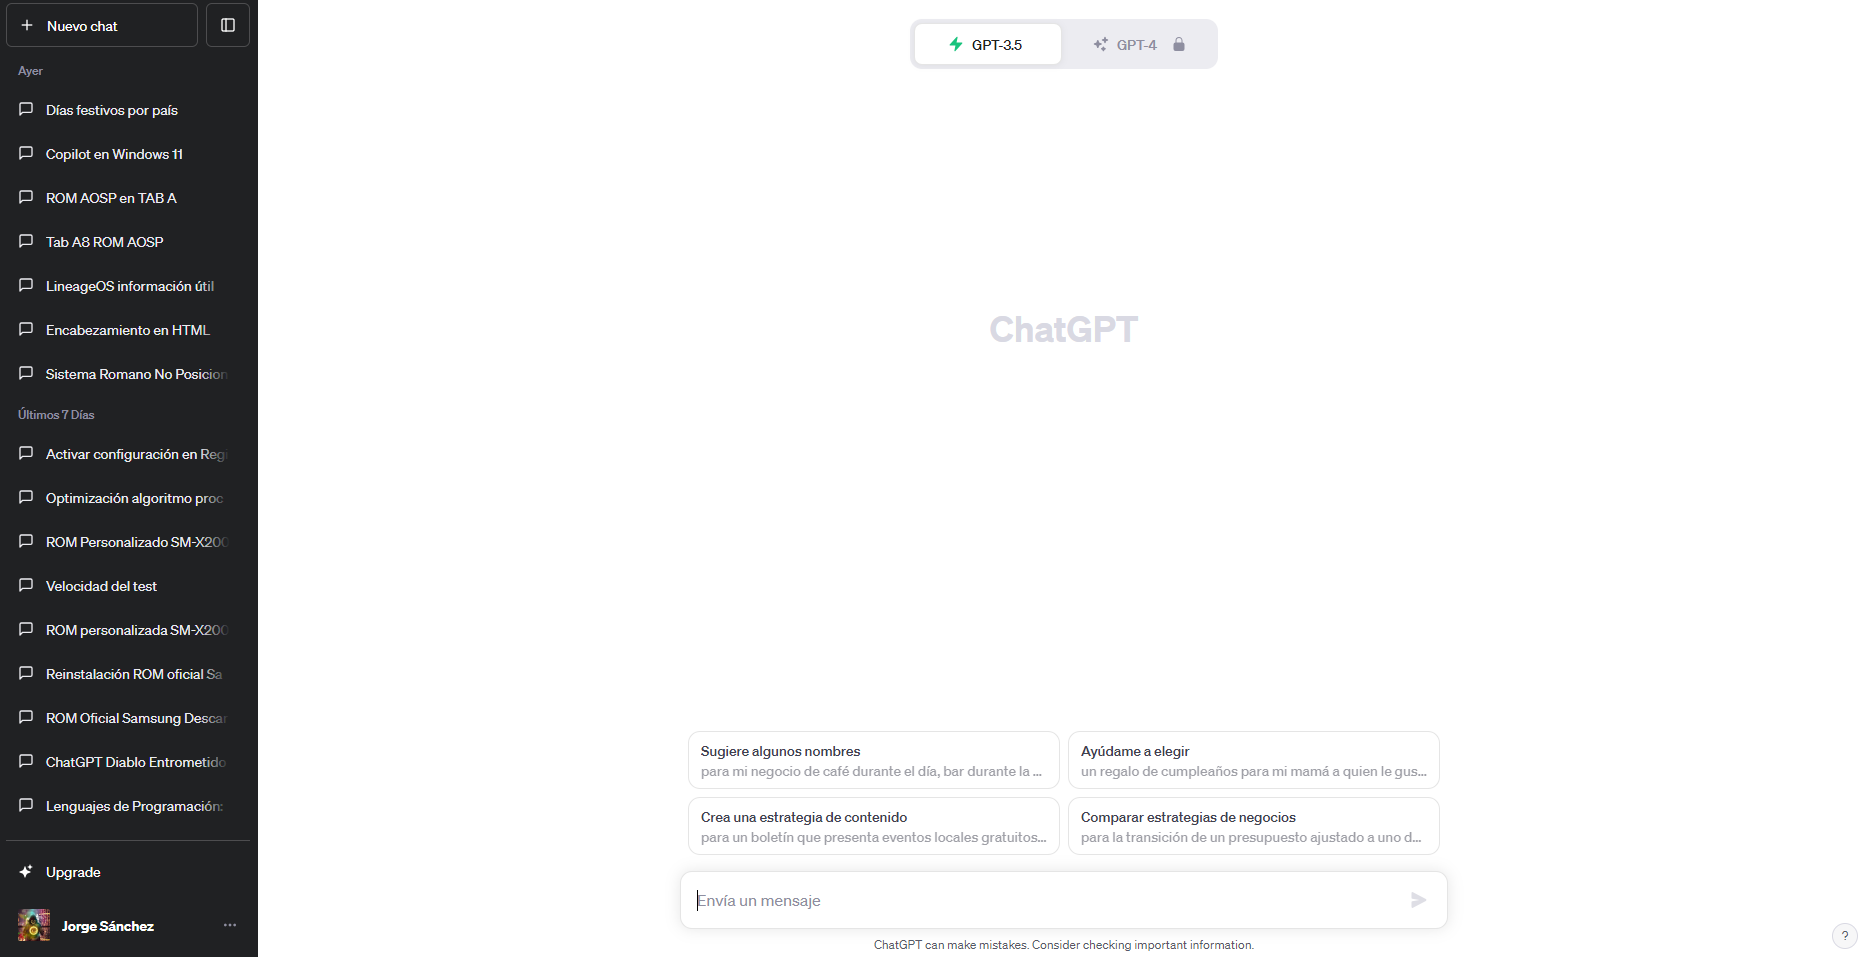 Nuevo chat
Ayer
Días festivos por país
Copilot en Windows 11
ROM AOSP en TAB A
Tab A8 ROM AOSP
LineageOS información útil
Encabezamiento en HTML
Sistema Romano No Posicion
Últimos 7 Días
Activar configuración en Regi
Optimización algoritmo proc
ROM Personalizado SM-X200
Velocidad del test
ROM personalizada SM-X200
Reinstalación ROM oficial Sa
ROM Oficial Samsung Descar
ChatGPT Diablo Entrometido
Lenguajes de Programación:
Upgrade
Jorge Sánchez
GPT-3.5
GPT-4
ChatGPT
Sugiere algunos nombres
para mi negocio de café durante el día, bar durante la ...
Ayúdame a elegir
un regalo de cumpleaños para mi mamá a quien le gus...
Crea una estrategia de contenido
para un boletín que presenta eventos locales gratuitos...
Comparar estrategias de negocios
para la transición de un presupuesto ajustado a uno d...
Envía un mensaje
ChatGPT can make mistakes. Consider checking important information.
?